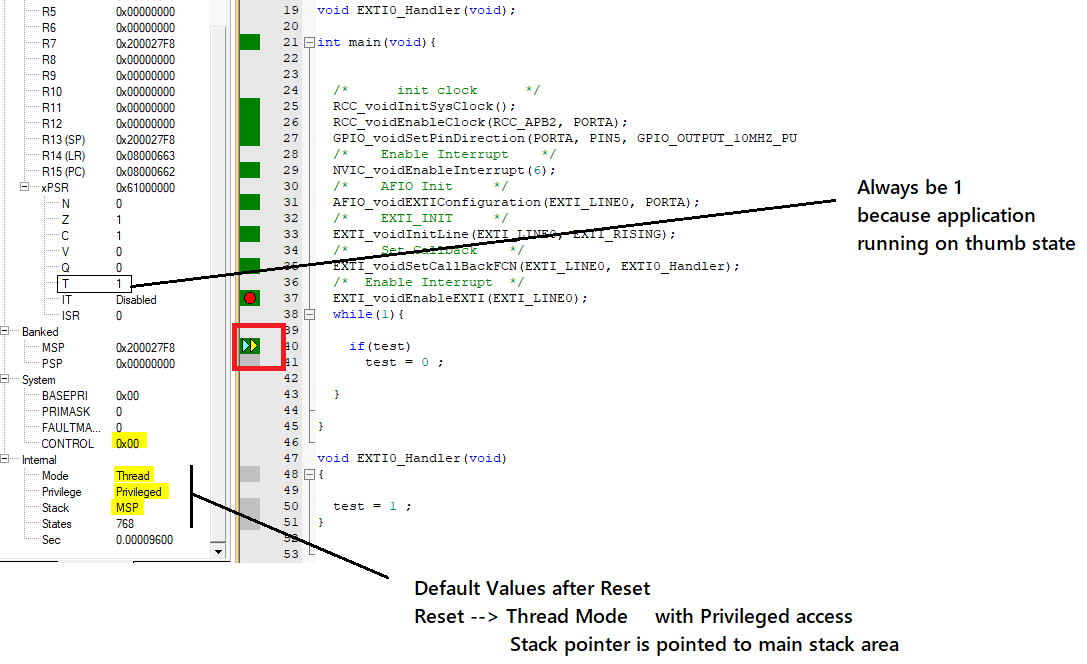 R5 0x00000000
R6 0x00000000
R7 0x200027F8
R8 0x00000000
R9 0x00000000
R10 0x00000000
R11 0x00000000
R12 0x00000000
R13 (SP) 0x200027F8
R14 (LR) 0x08000663
R15 (PC) 0x08000662
xPSR 0x61000000
N 0
Z 1
C 1
V 0
Q 0
T 1
IT Disabled
ISR 0
Banked
MSP 0x200027F8
PSP 0x00000000
System
BASEPRI 0x00
PRIMASK 0
FAULTMA... 0
CONTROL 0x00
Internal
Mode Thread
Privilege Privileged
Stack MSP
States 768
Sec 0.00009600
19 void EXTI0_Handler(void);
20
21 int main(void){
22
23
24 /* init clock */
25 RCC_voidInitSysClock();
26 RCC_voidEnableClock(RCC_APB2, PORTA);
27 GPIO_voidSetPinDirection(PORTA, PIN5, GPIO_OUTPUT_10MHZ_PU
28 /* Enable Interrupt */
29 NVIC_voidEnableInterrupt(6);
30 /* AFIO Init */
31 AFIO_voidEXTIConfiguration(EXTI_LINE0, PORTA);
32 /* EXTI_INIT */
33 EXTI_voidInitLine(EXTI_LINE0, EXTI_RISING);
34 /* Set Callback */
35 EXTI_voidSetCallBackFCN(EXTI_LINE0, EXTI0_Handler);
36 /* Enable Interrupt */
37 EXTI_voidEnableEXTI(EXTI_LINE0);
38 while(1){
39
40 if(test)
41 test = 0 ;
42
43 }
44
45 }
46
47 void EXTI0_Handler(void)
48 {
49
50 test = 1 ;
51 }
52
53
Always be 1
because application
running on thumb state
Default Values after Reset
Reset --> Thread Mode with Privileged access
Stack pointer is pointed to main stack area